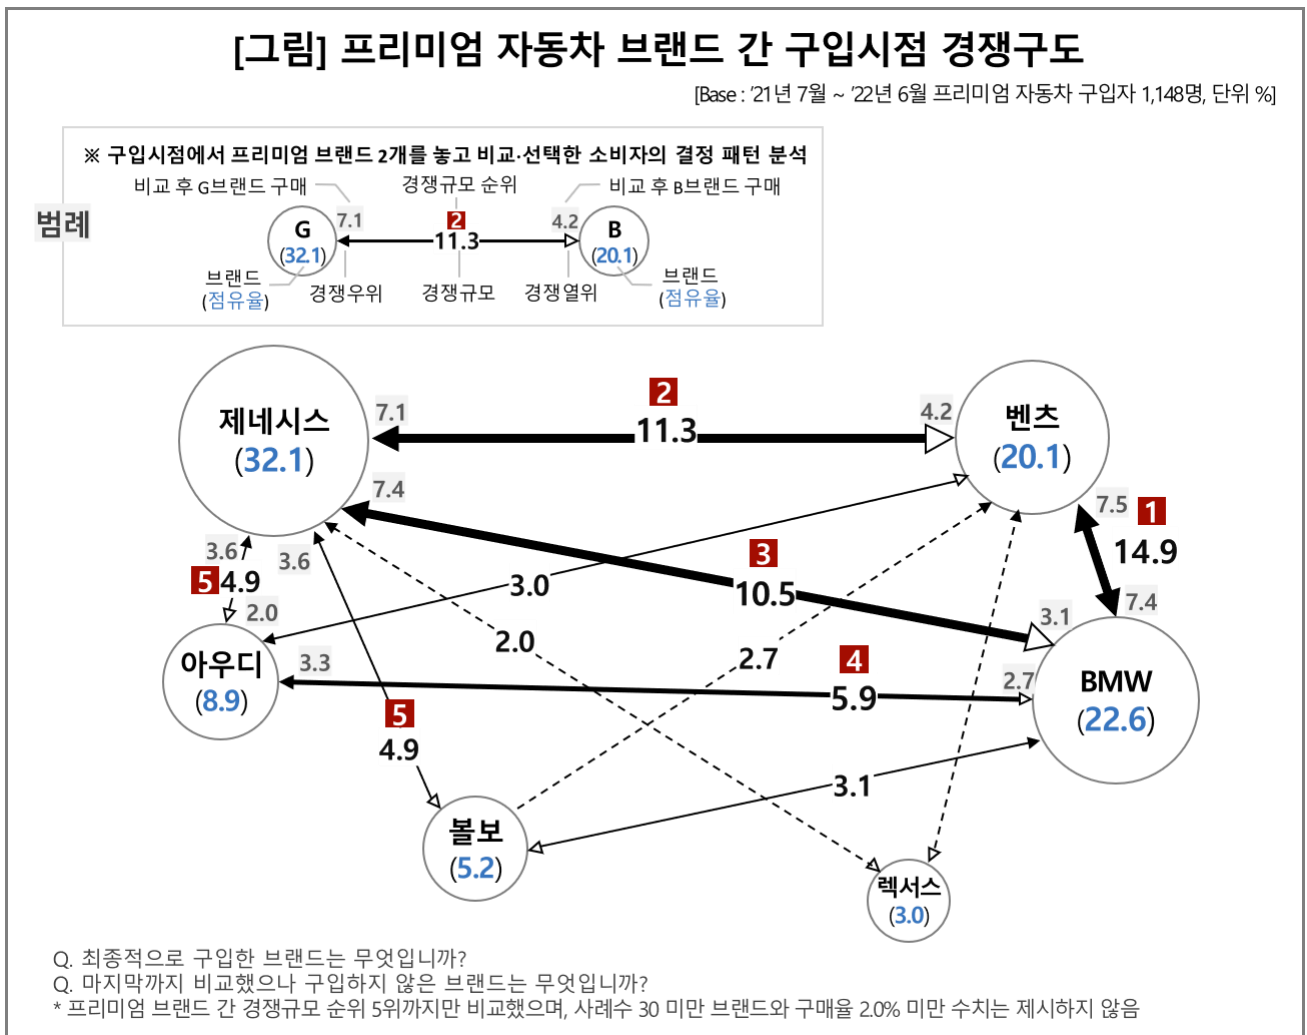 [그림] 프리미엄 자동차 브랜드 간 구입시점 경쟁구도
[Base : ’21년 7월 ~ ’22년 6월 프리미엄 자동차 구입자 1,148명, 단위 %]
※ 구입시점에서 프리미엄 브랜드 2개를 놓고 비교·선택한 소비자의 결정 패턴 분석
비교 후 G브랜드 구매
경쟁규모 순위
비교 후 B브랜드 구매
범례
G
(32.1)
7.1
2
11.3
4.2
B
(20.1)
브랜드
(점유율)
경쟁우위
경쟁규모
경쟁열위
브랜드
(점유율)
제네시스
(32.1)
7.1
2
11.3
4.2
벤츠
(20.1)
7.4
7.5
1
14.9
7.4
3
10.5
3.1
3.6
5
4.9
2.0
3.6
3.0
2.0
2.7
아우디
(8.9)
3.3
4
5.9
2.7
BMW
(22.6)
5
4.9
3.1
볼보
(5.2)
렉서스
(3.0)
Q. 최종적으로 구입한 브랜드는 무엇입니까?
Q. 마지막까지 비교했으나 구입하지 않은 브랜드는 무엇입니까?
* 프리미엄 브랜드 간 경쟁규모 순위 5위까지만 비교했으며, 사례수 30 미만 브랜드와 구매율 2.0% 미만 수치는 제시하지 않음